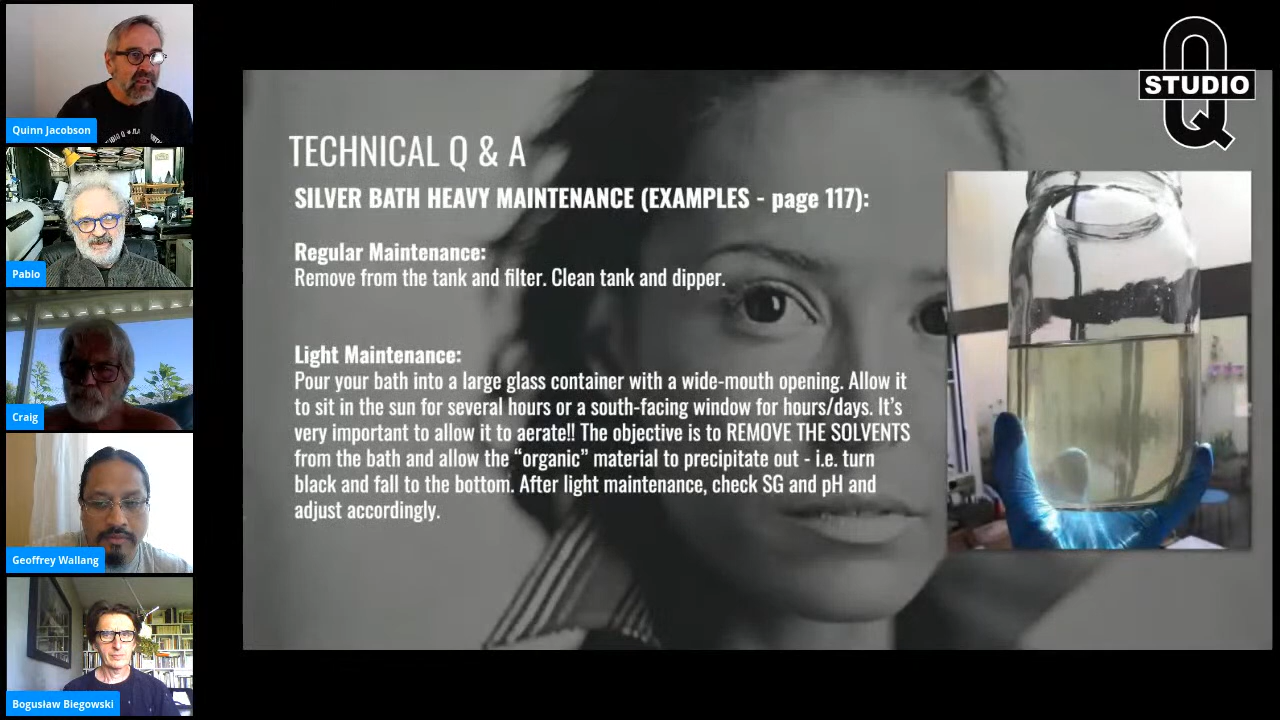 Quinn Jacobson
Pablo
Craig
Geoffrey Wallang
Bogusław Biegowski
STUDIO
Q
TECHNICAL Q & A
SILVER BATH HEAVY MAINTENANCE (EXAMPLES - page 117):
Regular Maintenance:
Remove from the tank and filter. Clean tank and dipper.
Light Maintenance:
Pour your bath into a large glass container with a wide-mouth opening. Allow it
to sit in the sun for several hours or a south-facing window for hours/days. It’s
very important to allow it to aerate!! The objective is to REMOVE THE SOLVENTS
from the bath and allow the “organic” material to precipitate out - i.e. turn
black and fall to the bottom. After light maintenance, check SG and pH and
adjust accordingly.